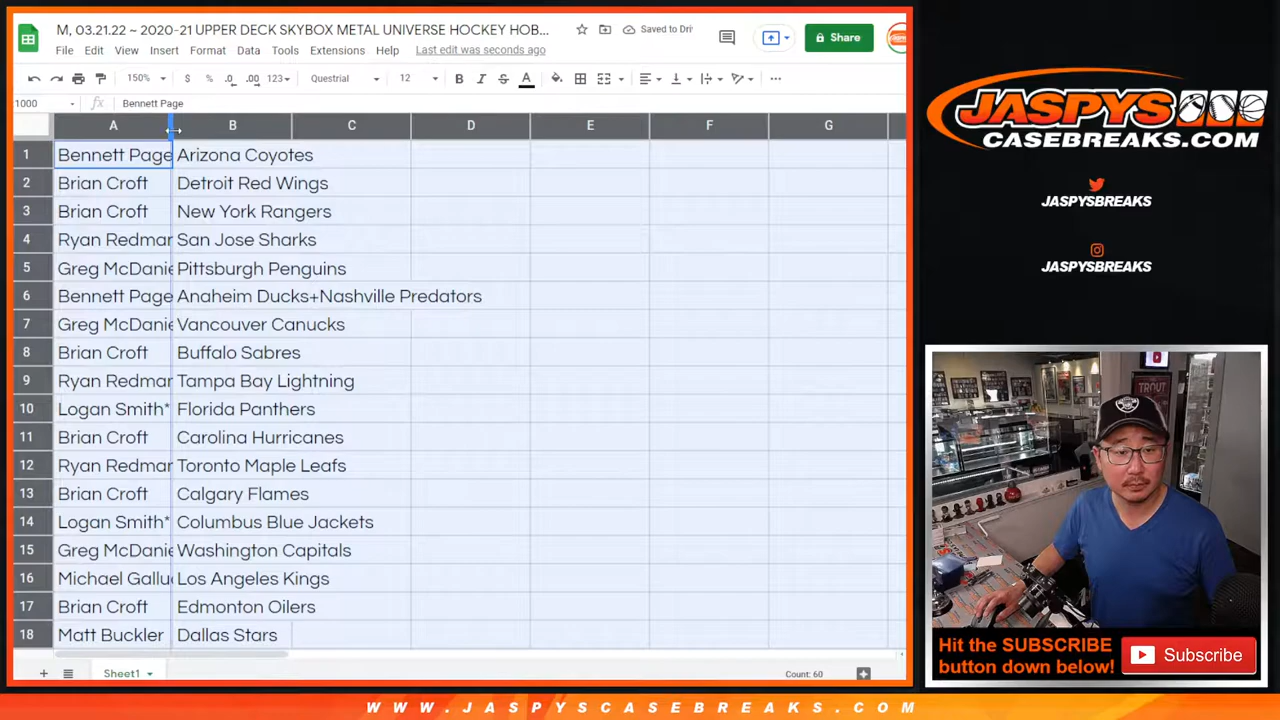 M, 03.21.22 ~ 2020-21 UPPER DECK SKYBOX METAL UNIVERSE HOCKEY HOB...
Saved to Dri
File Edit View Insert Format Data Tools Extensions Help Last edit was seconds ago
Share
150% $ % .0 .00 123 Questrial 12 B I S A
1000 fx Bennett Page
A B C D E F G
1 Bennett Page Arizona Coyotes
2 Brian Croft Detroit Red Wings
3 Brian Croft New York Rangers
4 Ryan Redmar San Jose Sharks
5 Greg McDanie Pittsburgh Penguins
6 Bennett Page Anaheim Ducks+Nashville Predators
7 Greg McDanie Vancouver Canucks
8 Brian Croft Buffalo Sabres
9 Ryan Redmar Tampa Bay Lightning
10 Logan Smith* Florida Panthers
11 Brian Croft Carolina Hurricanes
12 Ryan Redmar Toronto Maple Leafs
13 Brian Croft Calgary Flames
14 Logan Smith* Columbus Blue Jackets
15 Greg McDanie Washington Capitals
16 Michael Galluc Los Angeles Kings
17 Brian Croft Edmonton Oilers
18 Matt Buckler Dallas Stars
Sheet1
Count: 60
JASPYS
CASEBREAKS.COM
JASPYSBREAKS
JASPYSBREAKS
TROUT
Hit the SUBSCRIBE
button down below!
Subscribe
WWW.JASPYSCASEBREAKS.COM